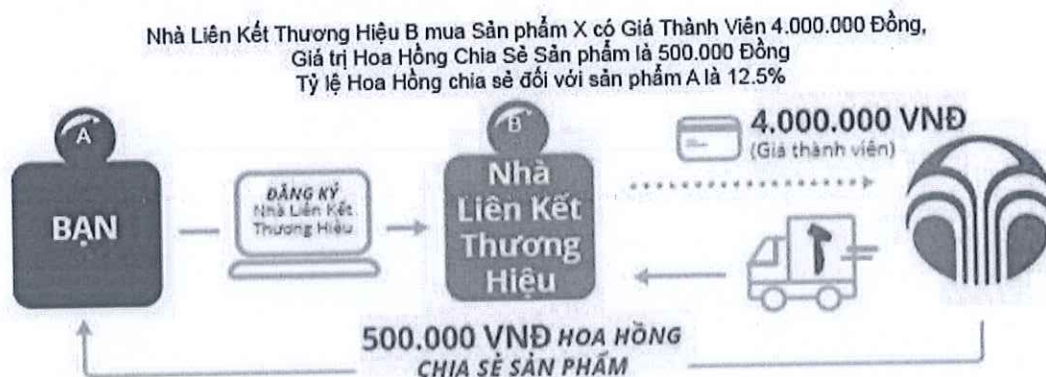 Nhà Liên Kết Thương Hiệu B mua Sản phẩm X có Giá Thành Viên 4.000.000 Đồng,
Giá trị Hoa Hồng Chia Sẻ Sản phẩm là 500.000 Đồng
Tỷ lệ Hoa Hồng chia sẻ đối với sản phẩm A là 12.5%
A
BẠN
ĐĂNG KÝ
Nhà Liên Kết
Thương Hiệu
B
Nhà
Liên Kết
Thương
Hiệu
4.000.000 VNĐ
(Giá thành viên)
500.000 VNĐ HOA HỒNG
CHIA SẺ SẢN PHẨM